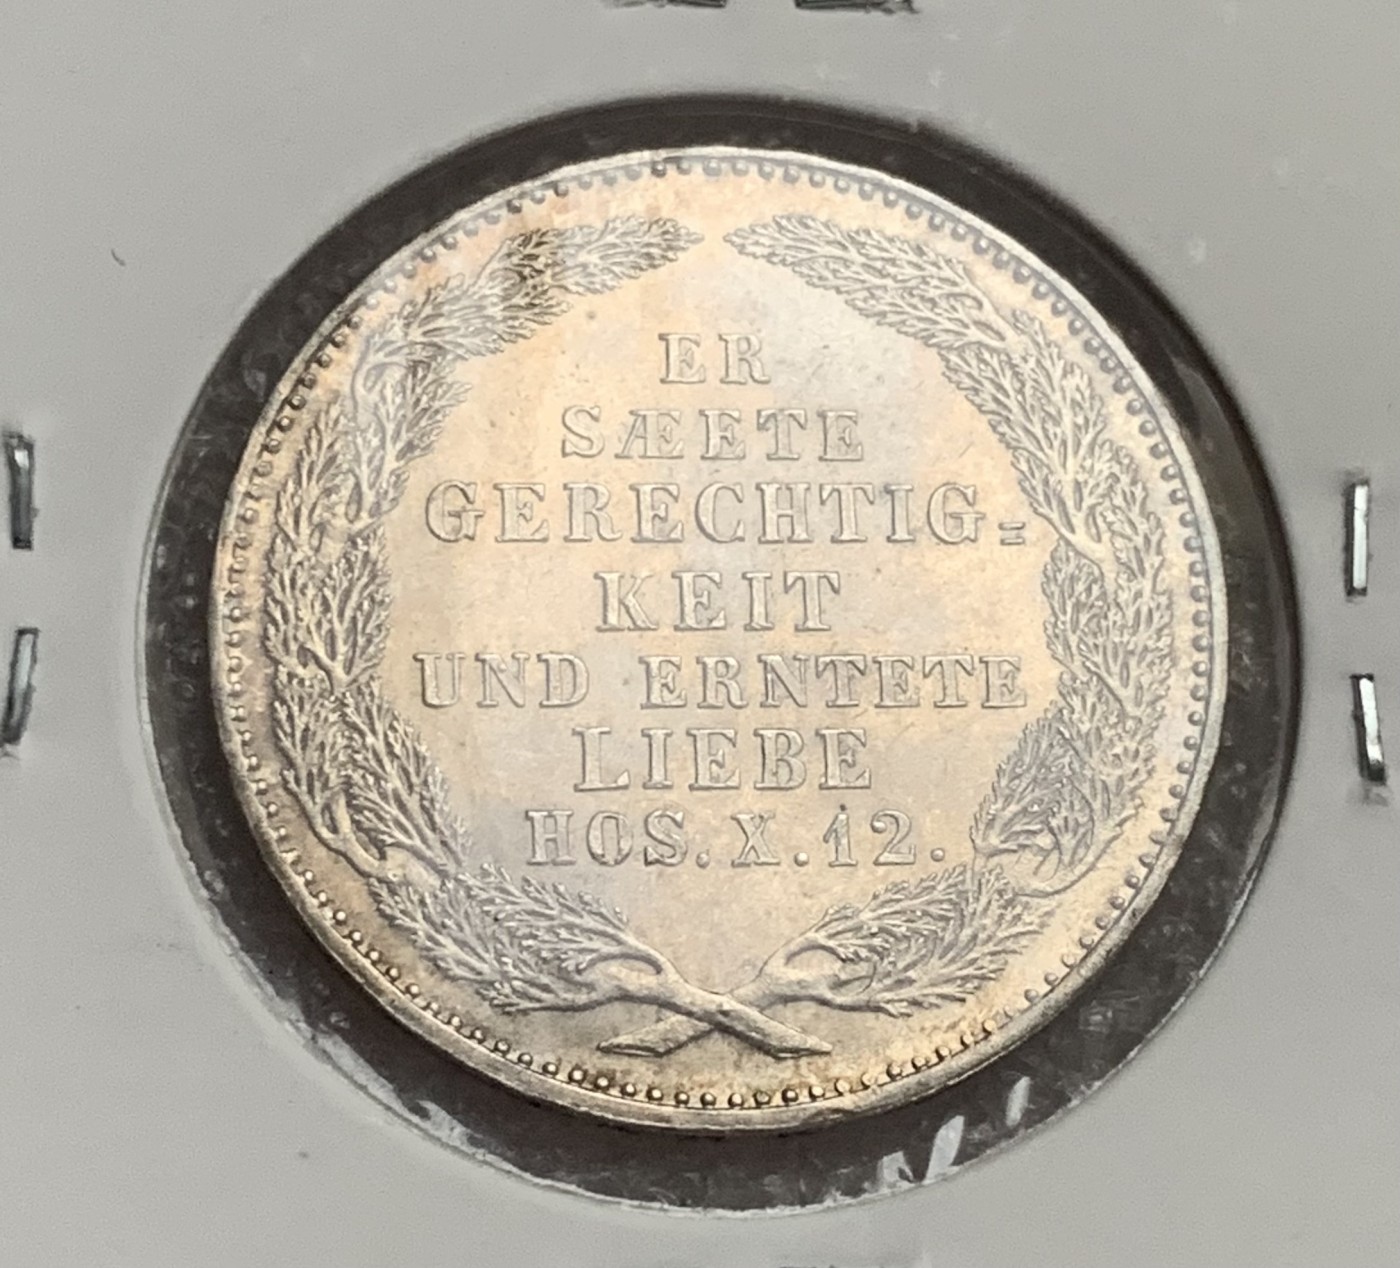 ER
SÆETE
GERECHTIG=
KEIT
UND ERNTETE
LIEBE
HOS. X. 12.